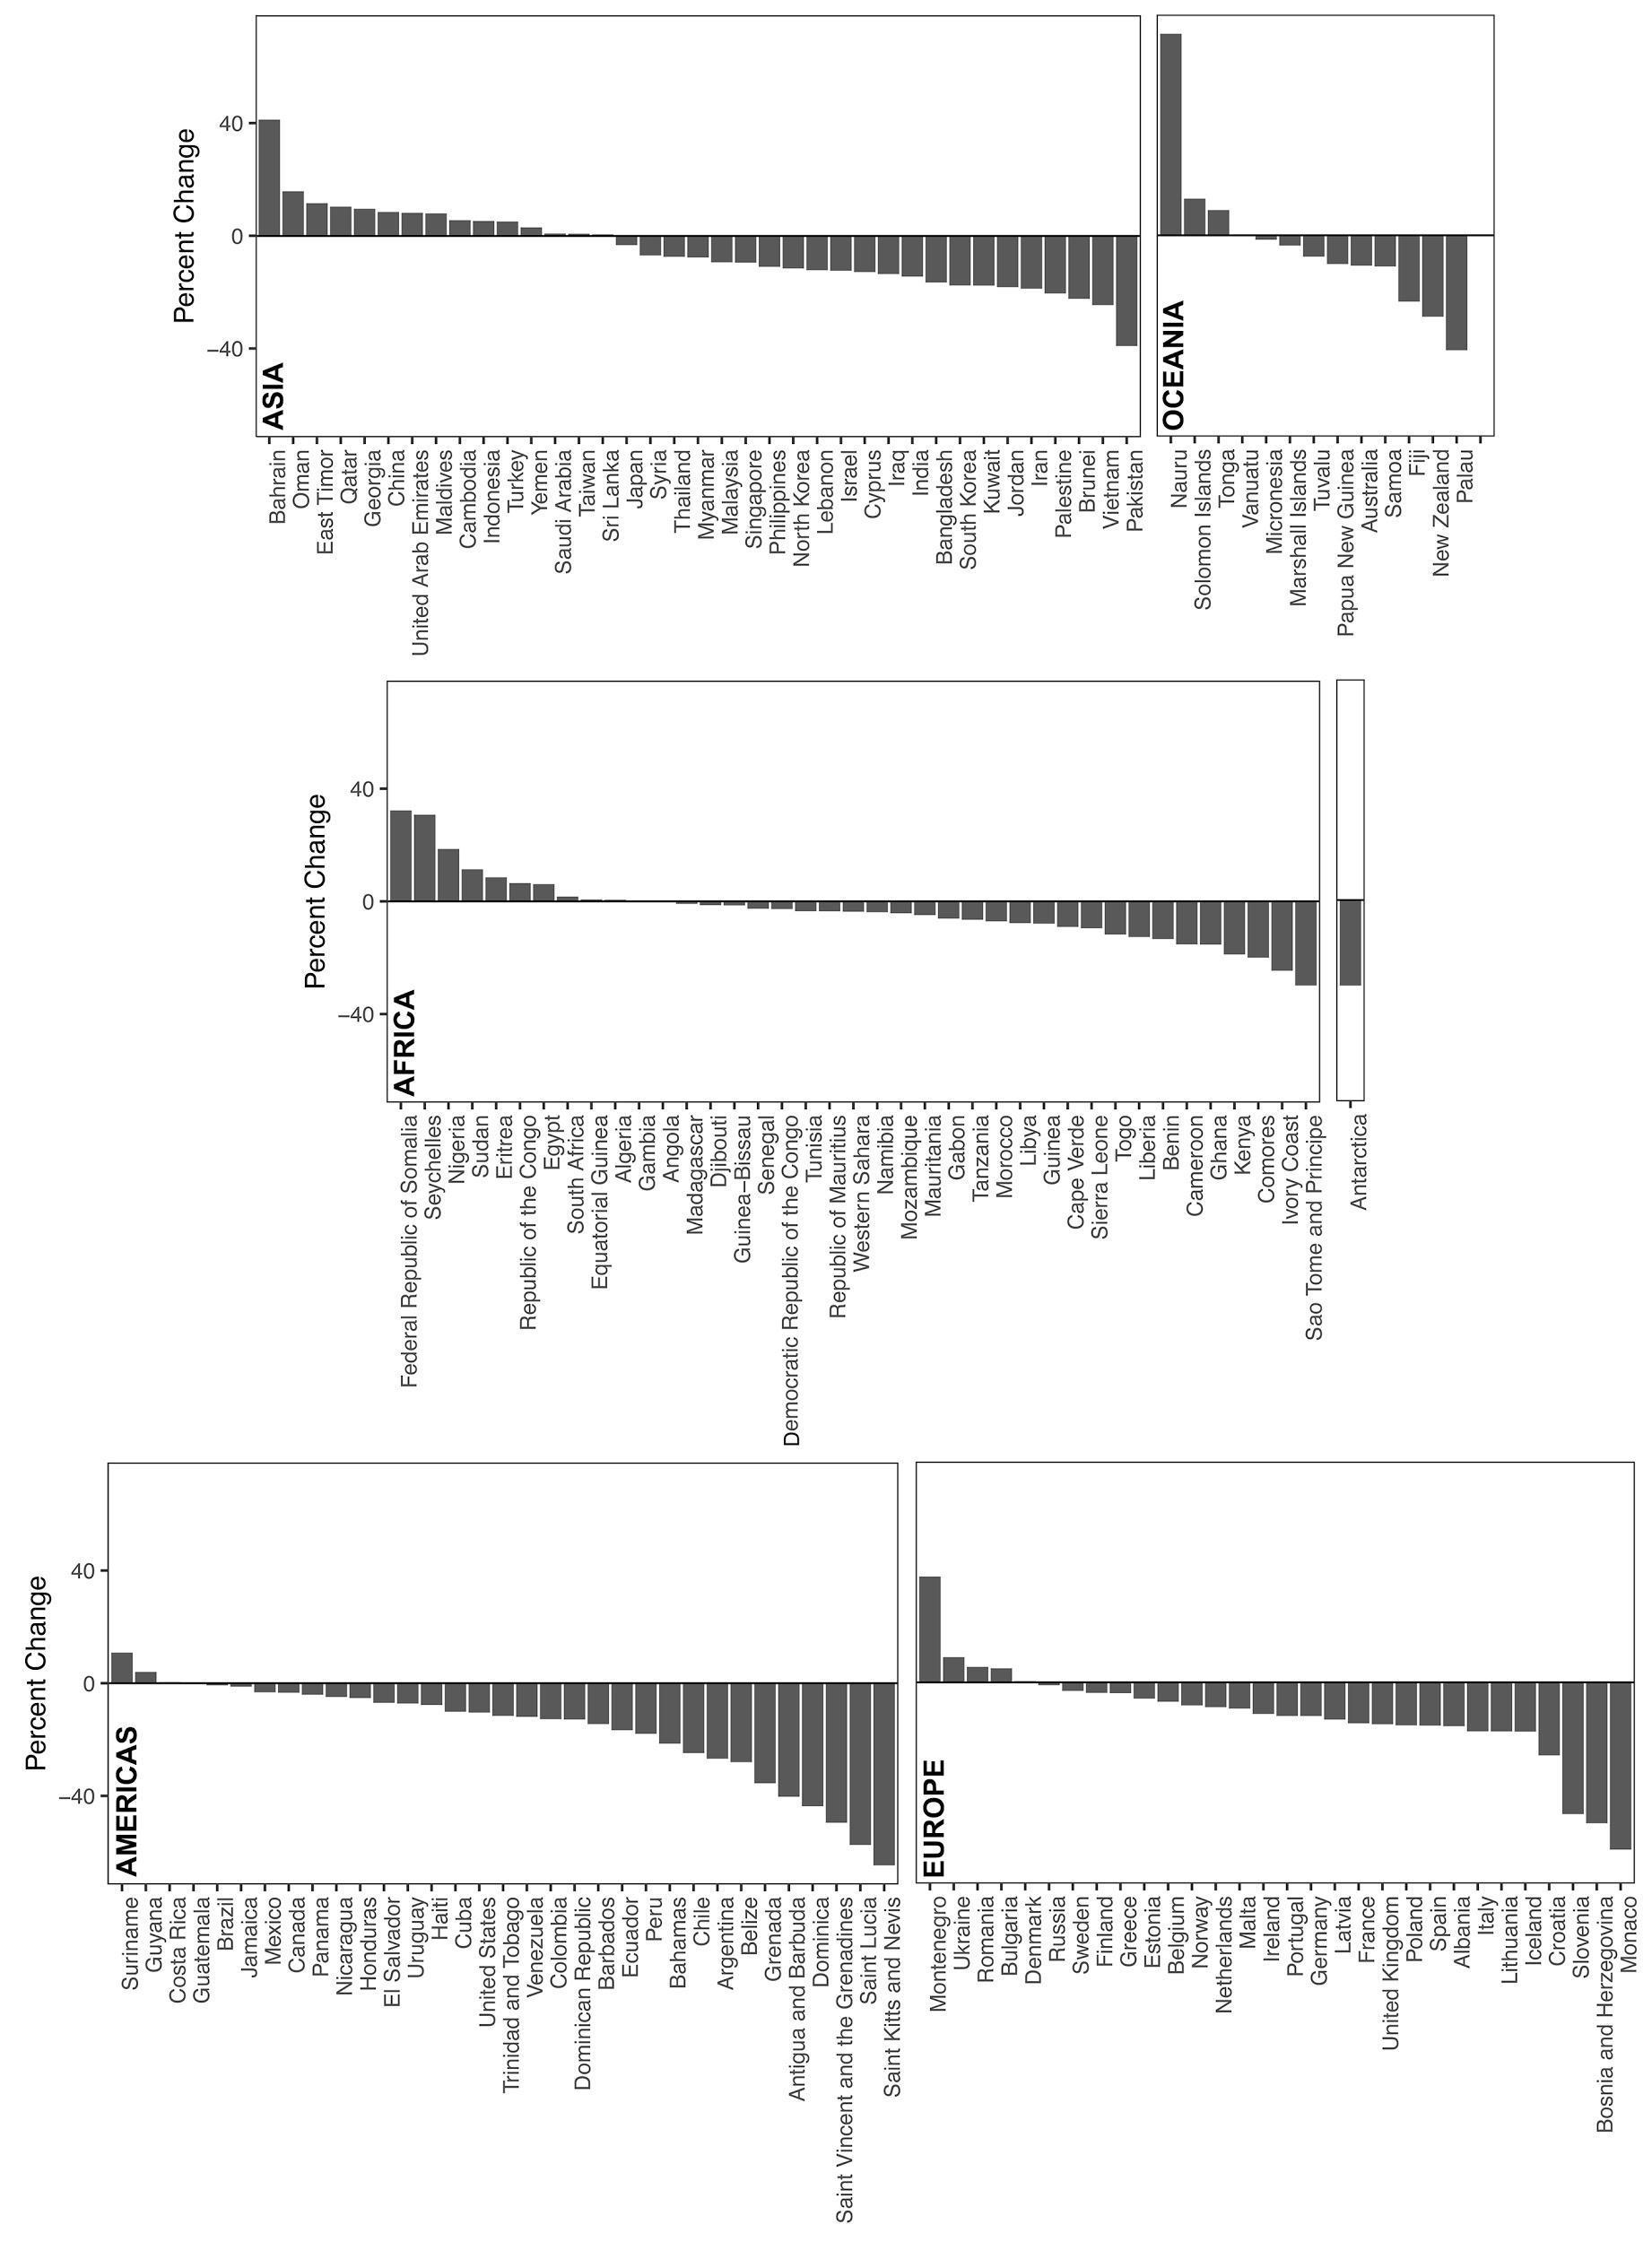 Percent Change
40
0
−40
ASIA
Bahrain
Oman
East Timor
Qatar
Georgia
China
United Arab Emirates
Maldives
Cambodia
Indonesia
Turkey
Yemen
Saudi Arabia
Taiwan
Sri Lanka
Japan
Syria
Thailand
Myanmar
Malaysia
Singapore
Philippines
North Korea
Lebanon
Israel
Cyprus
Iraq
India
Bangladesh
South Korea
Kuwait
Jordan
Iran
Palestine
Brunei
Vietnam
Pakistan
OCEANIA
Nauru
Solomon Islands
Tonga
Vanuatu
Micronesia
Marshall Islands
Tuvalu
Papua New Guinea
Australia
Samoa
Fiji
New Zealand
Palau
Percent Change
40
0
−40
AFRICA
Federal Republic of Somalia
Seychelles
Nigeria
Sudan
Eritrea
Republic of the Congo
Egypt
South Africa
Equatorial Guinea
Algeria
Gambia
Angola
Madagascar
Djibouti
Guinea−Bissau
Senegal
Democratic Republic of the Congo
Tunisia
Republic of Mauritius
Western Sahara
Namibia
Mozambique
Mauritania
Gabon
Tanzania
Morocco
Libya
Guinea
Cape Verde
Sierra Leone
Togo
Liberia
Benin
Cameroon
Ghana
Kenya
Comores
Ivory Coast
Sao Tome and Principe
Antarctica
Percent Change
40
0
−40
AMERICAS
Suriname
Guyana
Costa Rica
Guatemala
Brazil
Jamaica
Mexico
Canada
Panama
Nicaragua
Honduras
El Salvador
Uruguay
Haiti
Cuba
United States
Trinidad and Tobago
Venezuela
Colombia
Dominican Republic
Barbados
Ecuador
Peru
Bahamas
Chile
Argentina
Belize
Grenada
Antigua and Barbuda
Dominica
Saint Vincent and the Grenadines
Saint Lucia
Saint Kitts and Nevis
EUROPE
Montenegro
Ukraine
Romania
Bulgaria
Denmark
Russia
Sweden
Finland
Greece
Estonia
Belgium
Norway
Netherlands
Malta
Ireland
Portugal
Germany
Latvia
France
United Kingdom
Poland
Spain
Albania
Italy
Lithuania
Iceland
Croatia
Slovenia
Bosnia and Herzegovina
Monaco